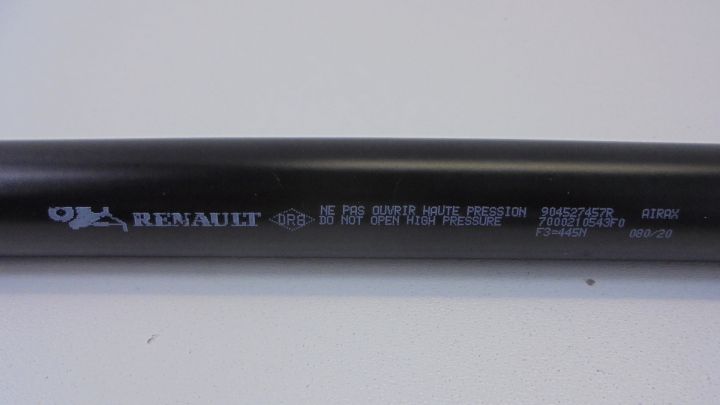 RENAULT
DR8
NE PAS OUVRIR HAUTE PRESSION
DO NOT OPEN HIGH PRESSURE
904527457R AIRAX
7000210543F0
F3=445N 080/20